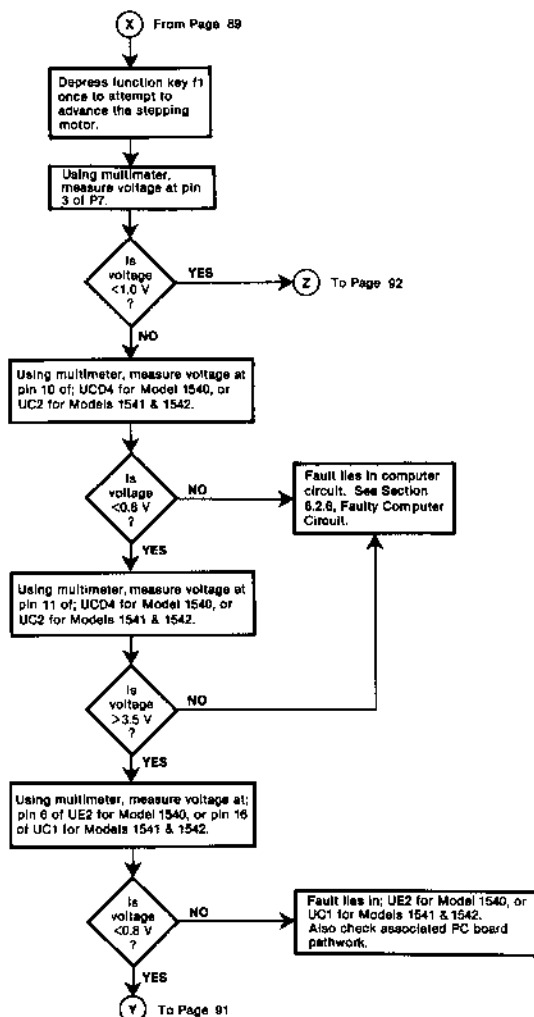 X From Page 89
Depress function key f1
once to attempt to
advance the stepping
motor.
Using multimeter,
measure voltage at pin
3 of P7.
Is
voltage
<1.0 V
?
YES
Z To Page 92
NO
Using multimeter, measure voltage at
pin 10 of; UCD4 for Model 1540, or
UC2 for Models 1541 & 1542.
Is
voltage
<0.8 V
?
NO
Fault lies in computer
circuit. See Section
6.2.6, Faulty Computer
Circuit.
YES
Using multimeter, measure voltage at
pin 11 of; UCD4 for Model 1540, or
UC2 for Models 1541 & 1542.
Is
voltage
>3.5 V
?
NO
YES
Using multimeter, measure voltage at;
pin 6 of UE2 for Model 1540, or pin 16
of UC1 for Models 1541 & 1542.
Is
voltage
<0.8 V
?
NO
Fault lies in; UE2 for Model 1540, or
UC1 for Models 1541 & 1542.
Also check associated PC board
pathwork.
YES
Y To Page 91